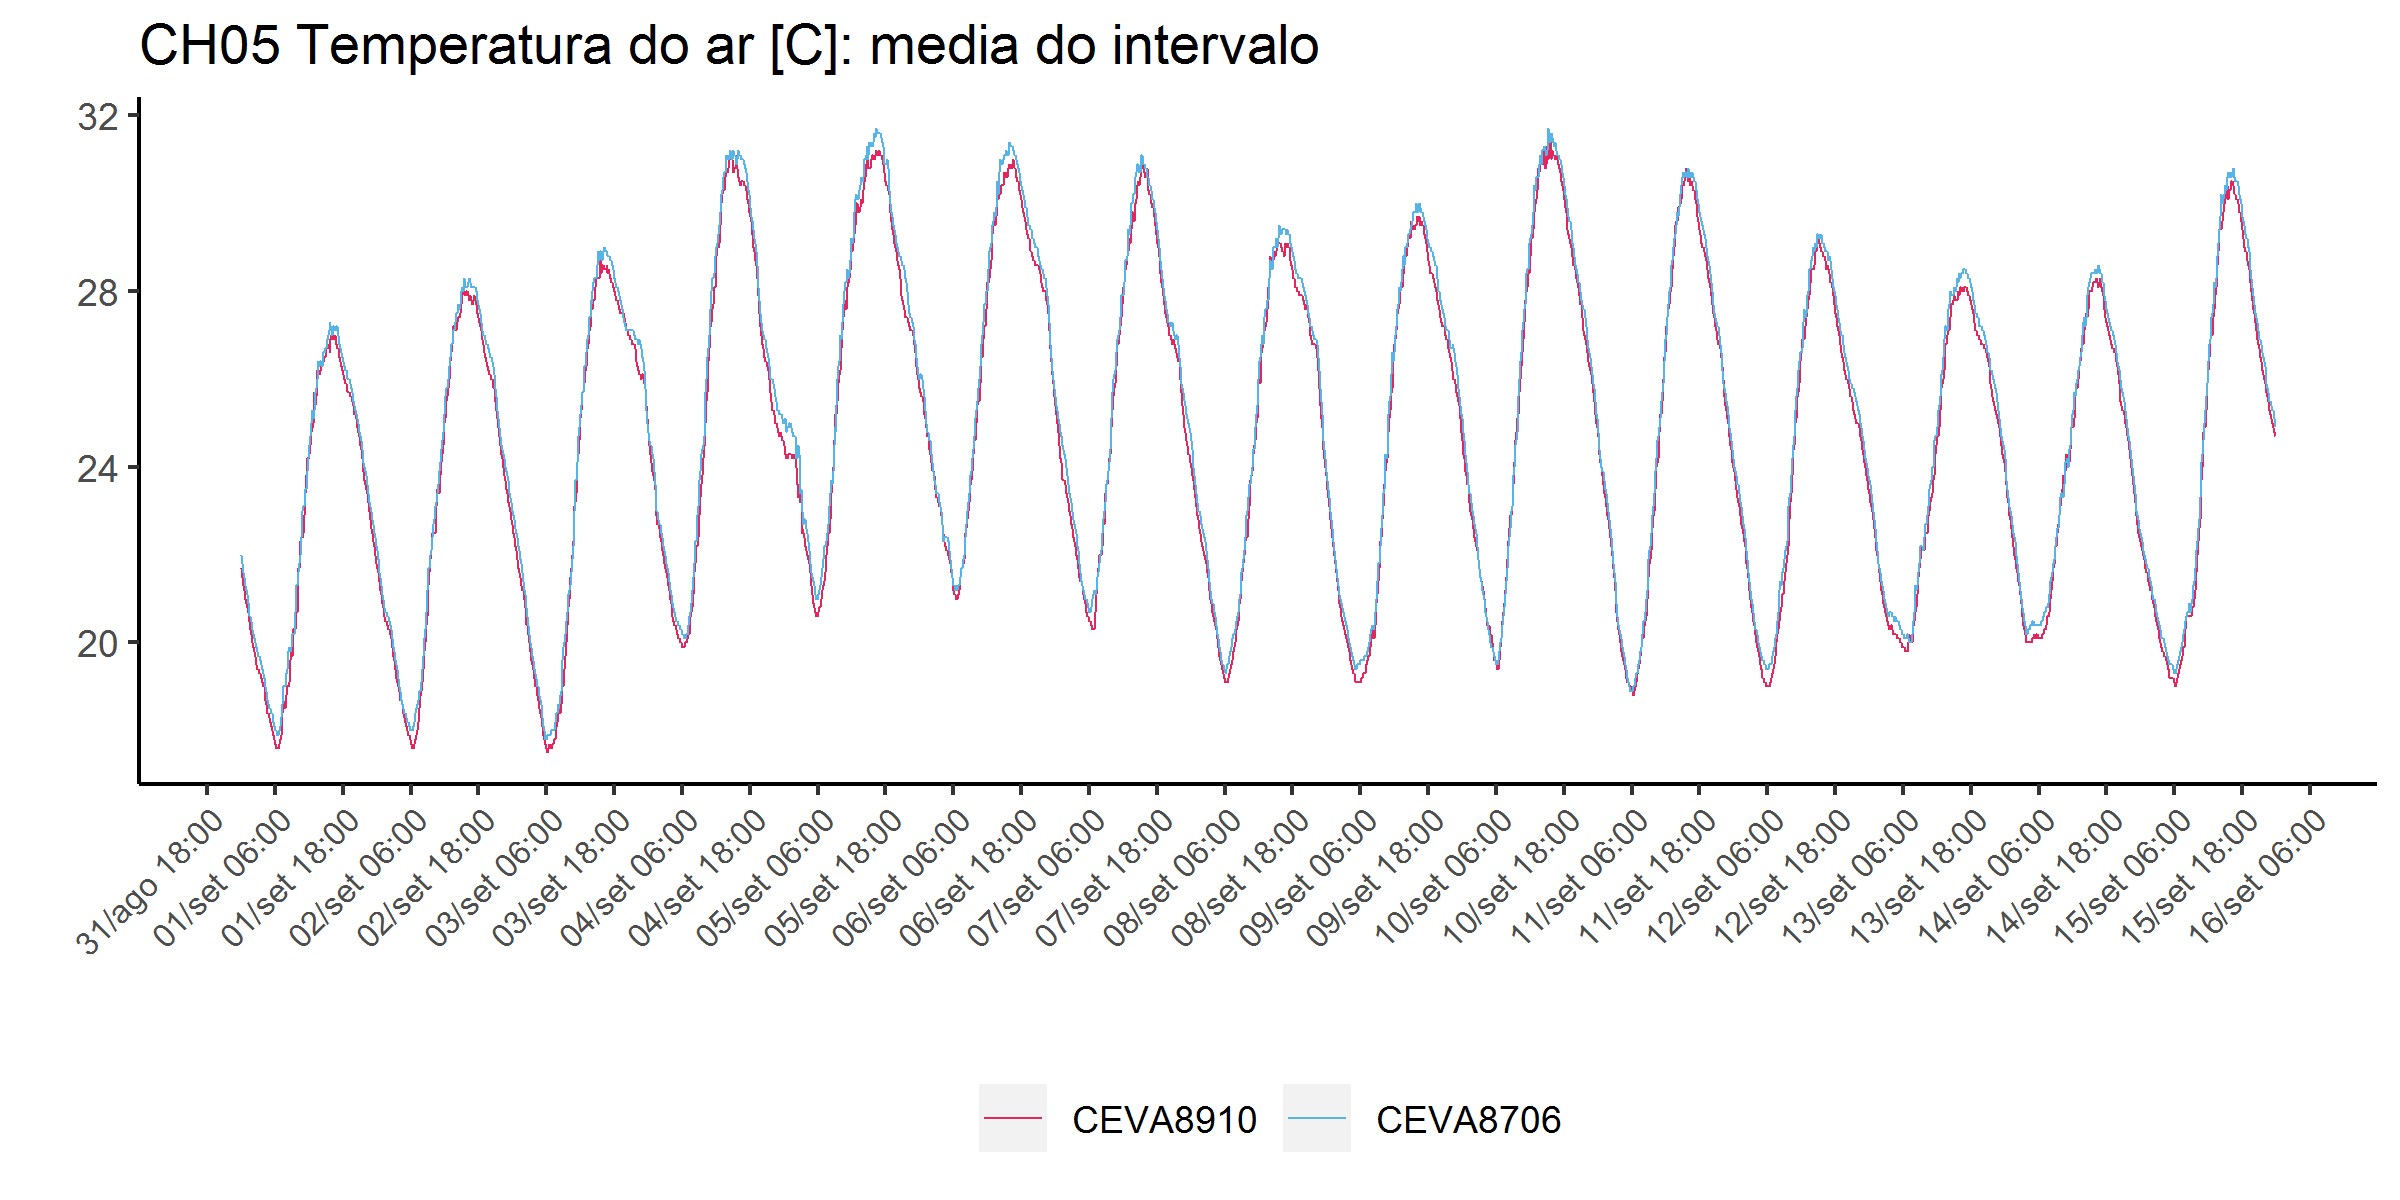 CH05 Temperatura do ar [C]: media do intervalo
32
28
24
20
31/ago 18:00
01/set 06:00
01/set 18:00
02/set 06:00
02/set 18:00
03/set 06:00
03/set 18:00
04/set 06:00
04/set 18:00
05/set 06:00
05/set 18:00
06/set 06:00
06/set 18:00
07/set 06:00
07/set 18:00
08/set 06:00
08/set 18:00
09/set 06:00
09/set 18:00
10/set 06:00
10/set 18:00
11/set 06:00
11/set 18:00
12/set 06:00
12/set 18:00
13/set 06:00
13/set 18:00
14/set 06:00
14/set 18:00
15/set 06:00
15/set 18:00
16/set 06:00
CEVA8910
CEVA8706